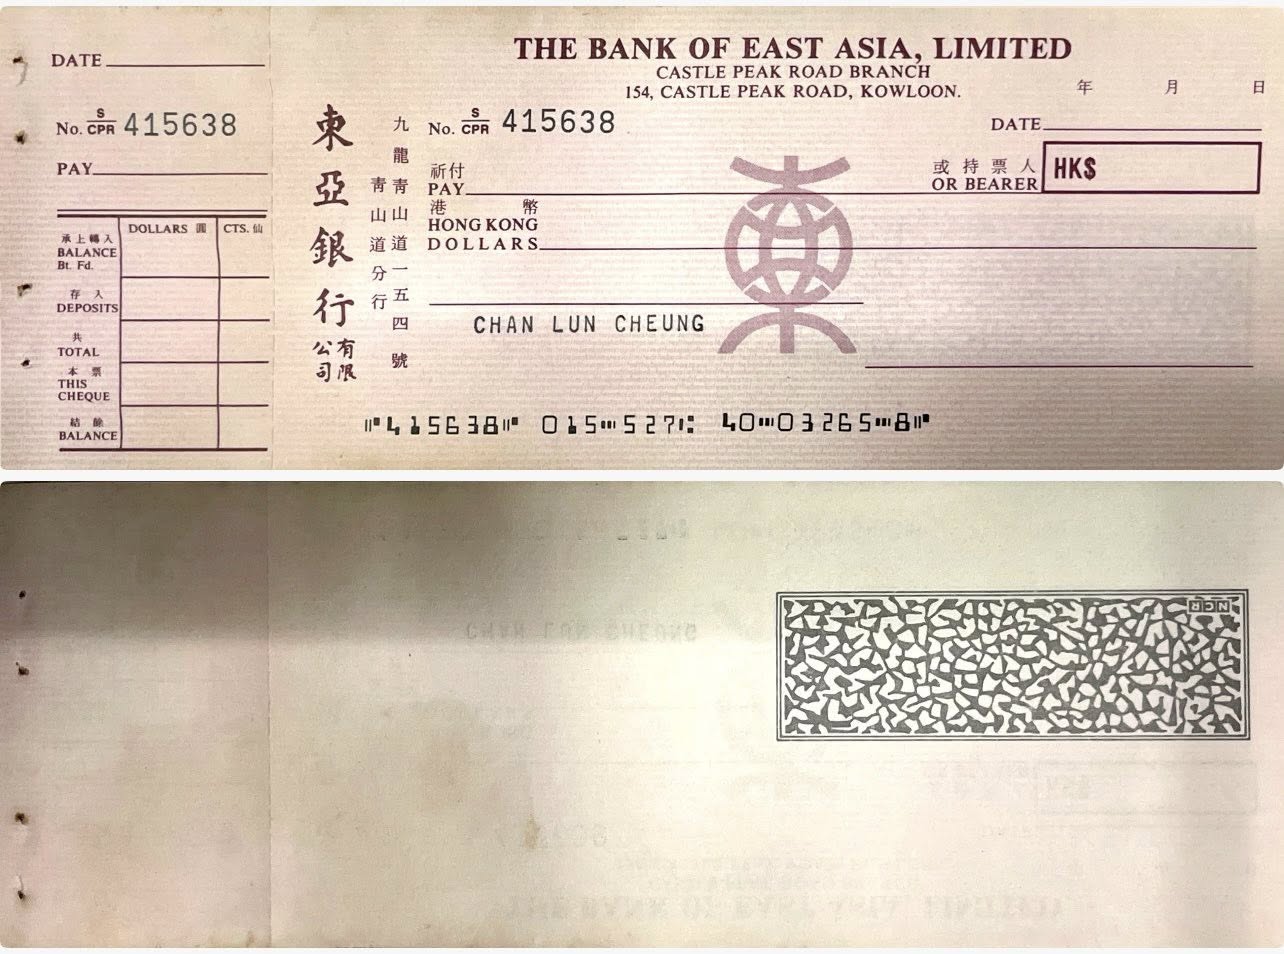 DATE
No. S/CPR 415638
PAY
DOLLARS 圓 CTS. 仙
承上轉入
BALANCE
Bt. Fd.
存 入
DEPOSITS
共
TOTAL
本 票
THIS
CHEQUE
結 餘
BALANCE
THE BANK OF EAST ASIA, LIMITED
CASTLE PEAK ROAD BRANCH
154, CASTLE PEAK ROAD, KOWLOON.
年 月 日
DATE
東亞銀行有限公司
九龍青山道一五四號
青山道分行
No. S/CPR 415638
祈付
PAY
或持票人
OR BEARER
HK$
港 幣
HONG KONG
DOLLARS
CHAN LUN CHEUNG
⑈415638⑈ 015⑉527⑆ 40⑉03265⑉8⑈
NCR